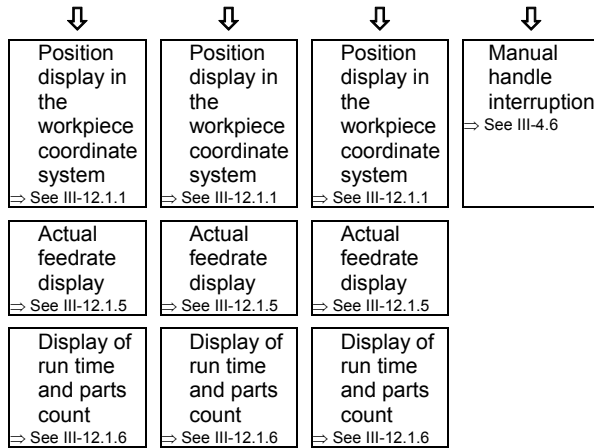 Position
display in
the
workpiece
coordinate
system
⇒ See III-12.1.1
Actual
feedrate
display
⇒ See III-12.1.5
Display of
run time
and parts
count
⇒ See III-12.1.6
Position
display in
the
workpiece
coordinate
system
⇒ See III-12.1.1
Actual
feedrate
display
⇒ See III-12.1.5
Display of
run time
and parts
count
⇒ See III-12.1.6
Position
display in
the
workpiece
coordinate
system
⇒ See III-12.1.1
Actual
feedrate
display
⇒ See III-12.1.5
Display of
run time
and parts
count
⇒ See III-12.1.6
Manual
handle
interruption
⇒ See III-4.6